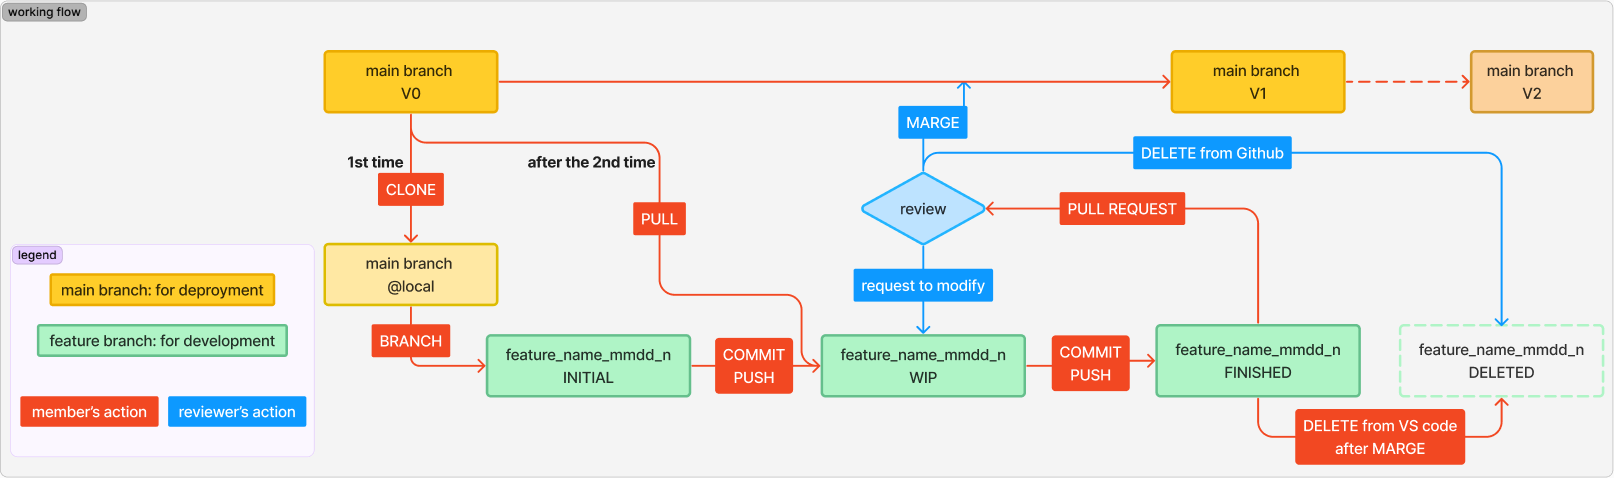 working flow
main branch
V0
main branch
V1
main branch
V2
MARGE
1st time
after the 2nd time
DELETE from Github
CLONE
PULL
review
PULL REQUEST
legend
main branch: for deproyment
feature branch: for development
member's action
reviewer's action
main branch
@local
request to modify
BRANCH
feature_name_mmdd_n
INITIAL
COMMIT
PUSH
feature_name_mmdd_n
WIP
COMMIT
PUSH
feature_name_mmdd_n
FINISHED
feature_name_mmdd_n
DELETED
DELETE from VS code
after MARGE